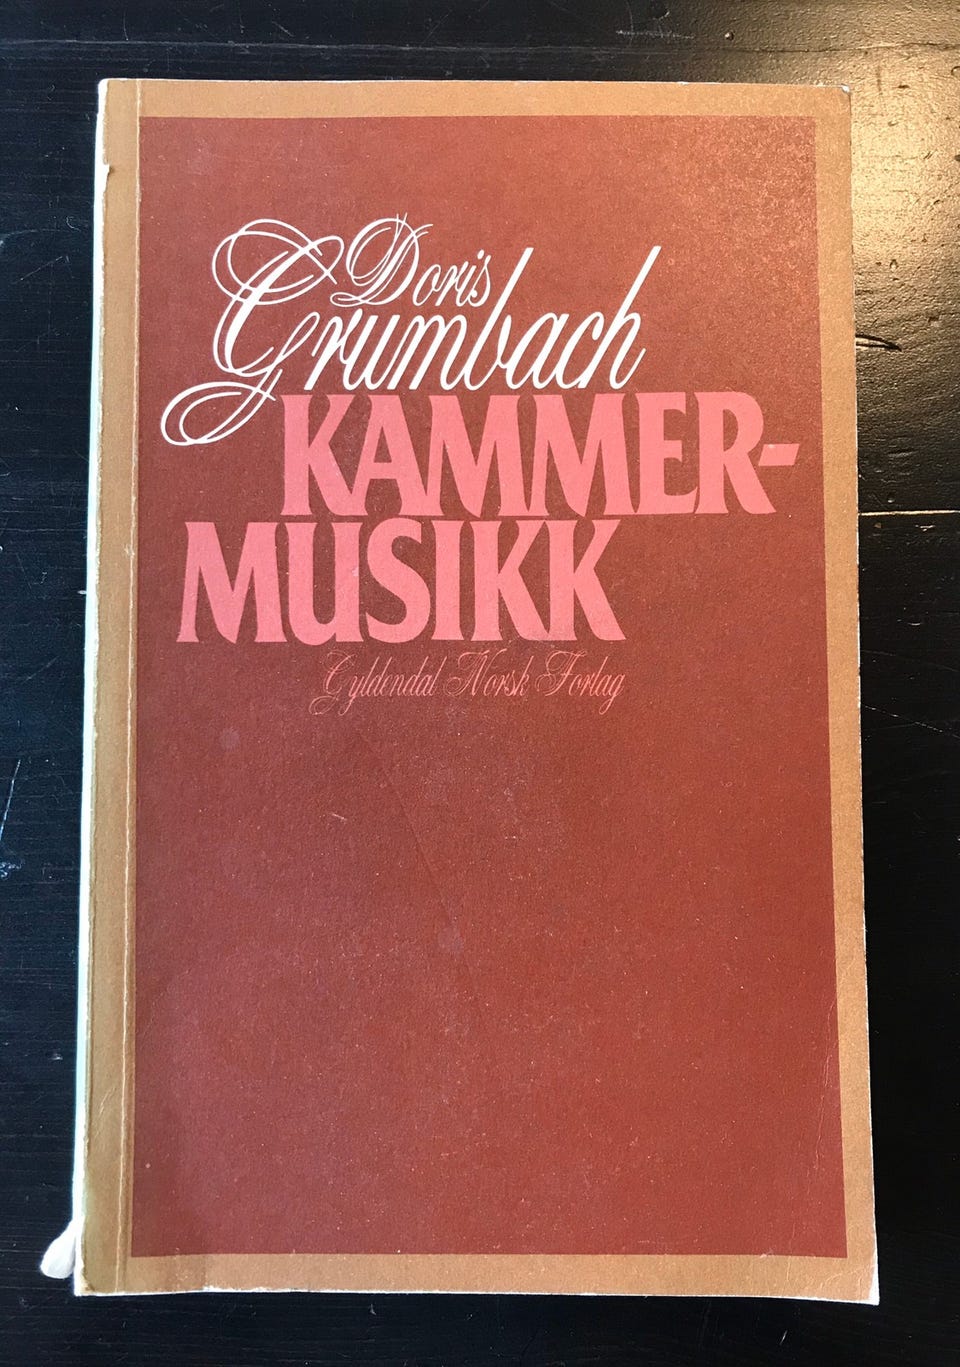 Doris
Grumbach
KAMMER-
MUSIKK
Gyldendal Norsk Forlag